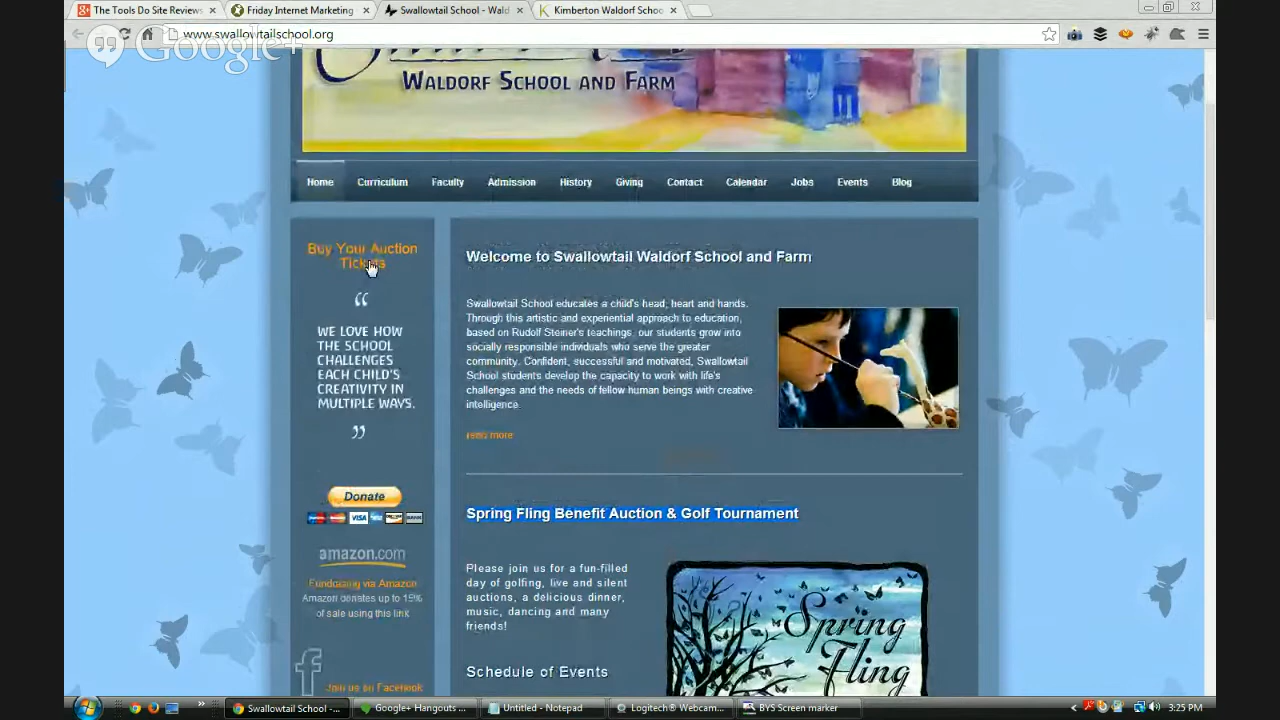 The Tools Do Site Reviews
Friday Internet Marketing
Swallowtail School - Wald
Kimberton Waldorf Schoo
www.swallowtailschool.org
Google+
WALDORF SCHOOL AND FARM
Home Curriculum Faculty Admission History Giving Contact Calendar Jobs Events Blog
Buy Your Auction
Tickets
“
WE LOVE HOW
THE SCHOOL
CHALLENGES
EACH CHILD'S
CREATIVITY IN
MULTIPLE WAYS.
”
Donate
VISA
amazon.com
Fundraising via Amazon
Amazon donates up to 15%
of sale using this link
Join us on Facebook
Welcome to Swallowtail Waldorf School and Farm
Swallowtail School educates a child's head, heart and hands.
Through this artistic and experiential approach to education,
based on Rudolf Steiner's teachings, our students grow into
socially responsible individuals who serve the greater
community. Confident, successful and motivated, Swallowtail
School students develop the capacity to work with life's
challenges and the needs of fellow human beings with creative
intelligence.
read more
Spring Fling Benefit Auction & Golf Tournament
Please join us for a fun-filled
day of golfing, live and silent
auctions, a delicious dinner,
music, dancing and many
friends!
Schedule of Events
Spring
Fling
Swallowtail School -...
Google+ Hangouts ...
Untitled - Notepad
Logitech® Webcam...
BYS Screen marker
3:25 PM